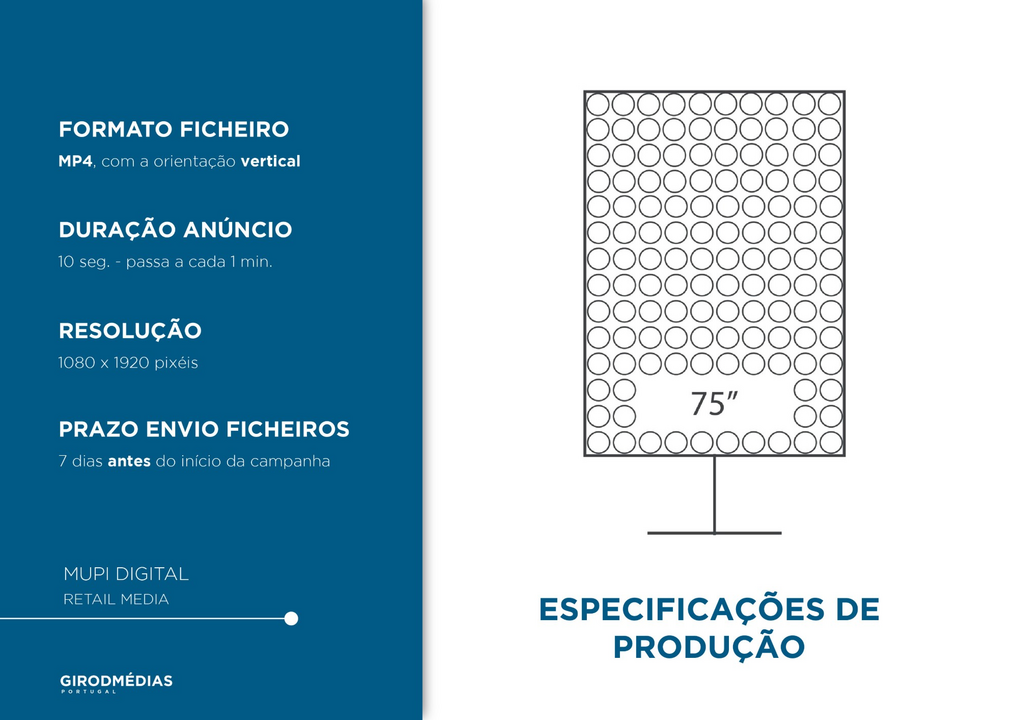 FORMATO FICHEIRO
MP4, com a orientação vertical
DURAÇÃO ANÚNCIO
10 seg. - passa a cada 1 min.
RESOLUÇÃO
1080 x 1920 pixéis
PRAZO ENVIO FICHEIROS
7 dias antes do início da campanha
MUPI DIGITAL
RETAIL MEDIA
GIRODMÉDIAS
PORTUGAL
75”
ESPECIFICAÇÕES DE
PRODUÇÃO